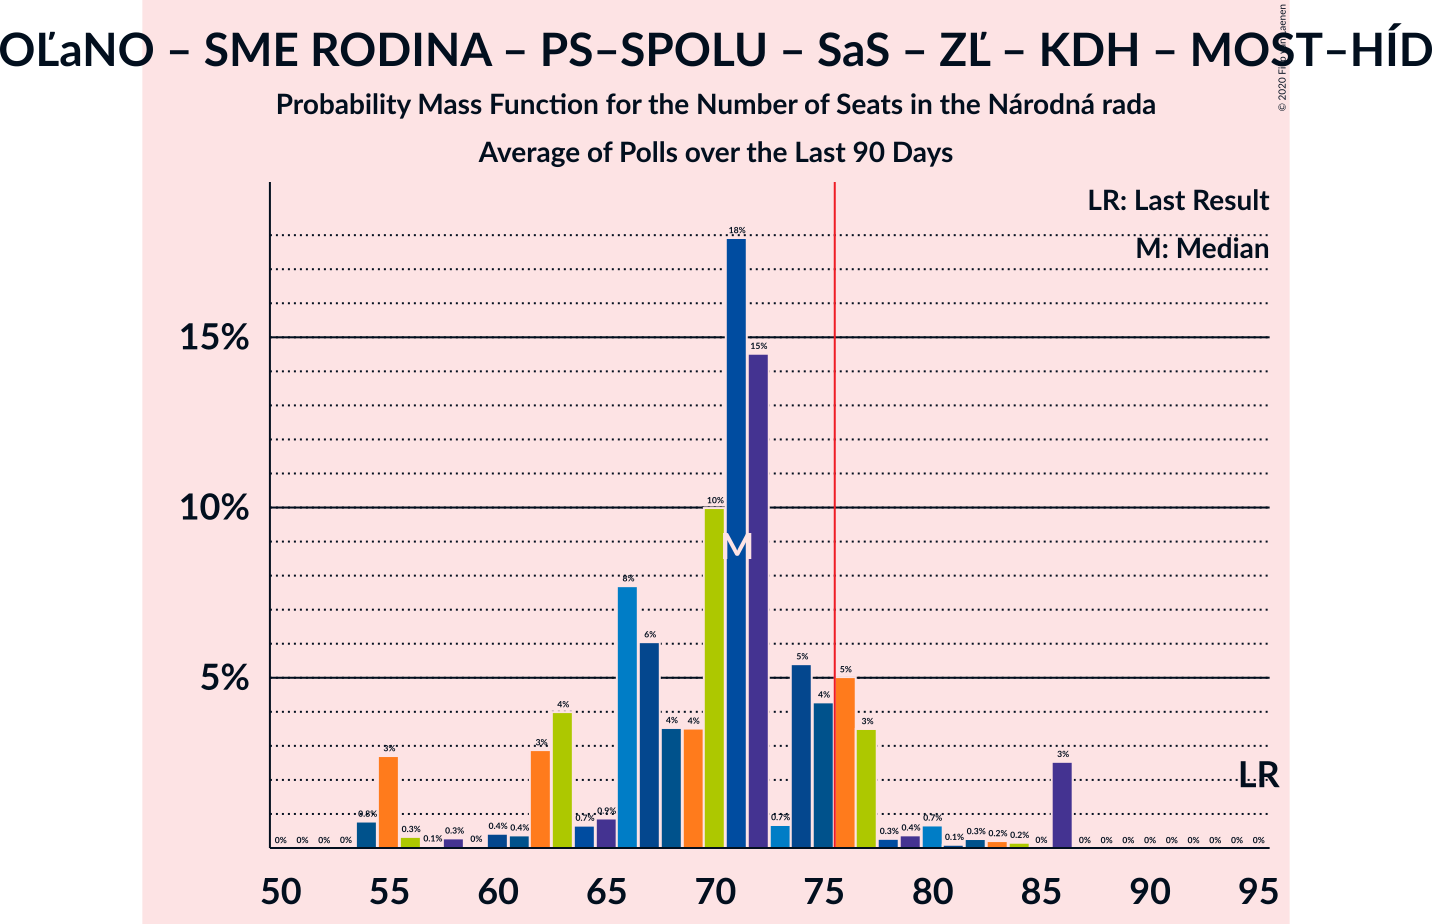 OĽaNO – SME RODINA – PS–SPOLU – SaS – ZĽ – KDH – MOST–HÍD
Probability Mass Function for the Number of Seats in the Národná rada
Average of Polls over the Last 90 Days
© 2020
LR: Last Result
M: Median
18%
15%
15%
10%
10%
M
8%
6%
5%
5%
5%
4%
4%
4%
4%
3%
3%
3%
3%
LR
0% 0% 0% 0% 0.8% 0.3% 0.1% 0.3% 0% 0.4% 0.4% 0.7% 0.9% 0.7% 0.3% 0.4% 0.7% 0.1% 0.3% 0.2% 0.2% 0% 0% 0% 0% 0% 0% 0% 0% 0% 0%
50 55 60 65 70 75 80 85 90 95